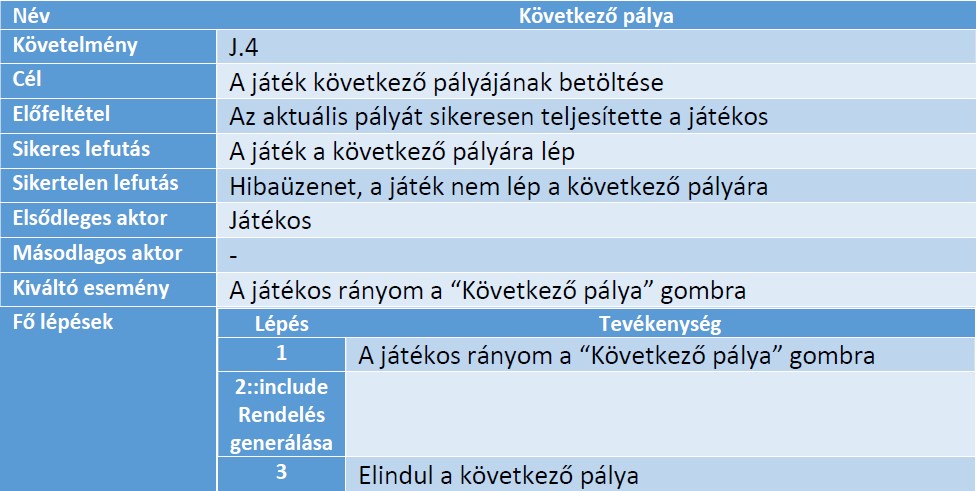 Név Következő pálya
Követelmény J.4
Cél A játék következő pályájának betöltése
Előfeltétel Az aktuális pályát sikeresen teljesítette a játékos
Sikeres lefutás A játék a következő pályára lép
Sikertelen lefutás Hibaüzenet, a játék nem lép a következő pályára
Elsődleges aktor Játékos
Másodlagos aktor -
Kiváltó esemény A játékos rányom a “Következő pálya” gombra
Fő lépések Lépés Tevékenység
1 A játékos rányom a “Következő pálya” gombra
2::include
Rendelés
generálása
3 Elindul a következő pálya